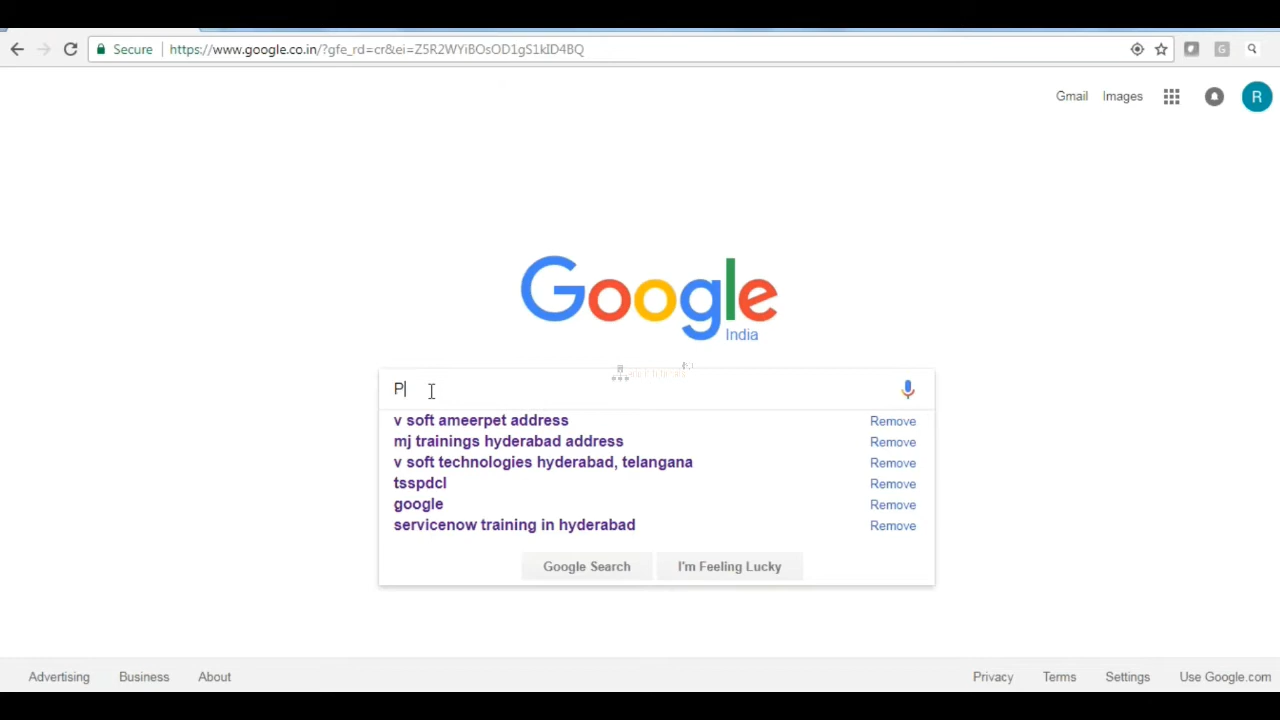 Secure https://www.google.co.in/?gfe_rd=cr&ei=Z5R2WYiBOsOD1gS1kID4BQ G
Gmail Images R
Google
India
P
v soft ameerpet address Remove
mj trainings hyderabad address Remove
v soft technologies hyderabad, telangana Remove
tsspdcl Remove
google Remove
servicenow training in hyderabad Remove
Google Search I'm Feeling Lucky
Advertising Business About Privacy Terms Settings Use Google.com